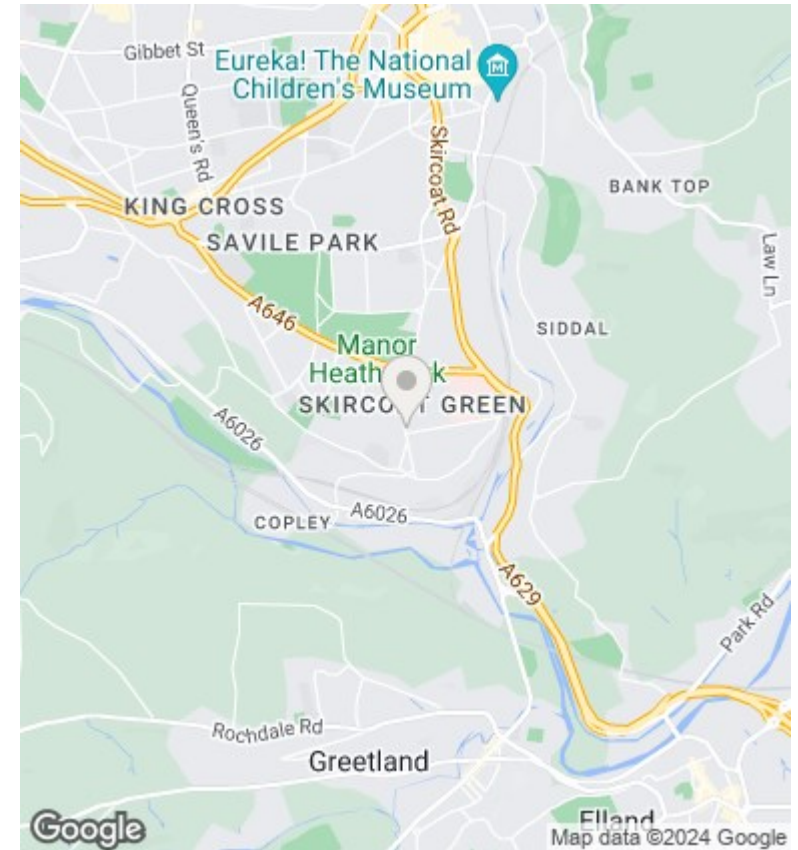 Gibbet St
Eureka! The National
Children's Museum
Queen's Rd
Skircoat Rd
BANK TOP
KING CROSS
SAVILE PARK
Law Ln
A646
SIDDAL
Manor
Heath
SKIRCOAT GREEN
A6026
COPLEY
A6026
A629
Park Rd
Rochdale Rd
Greetland
Elland
Google
Map data ©2024 Google